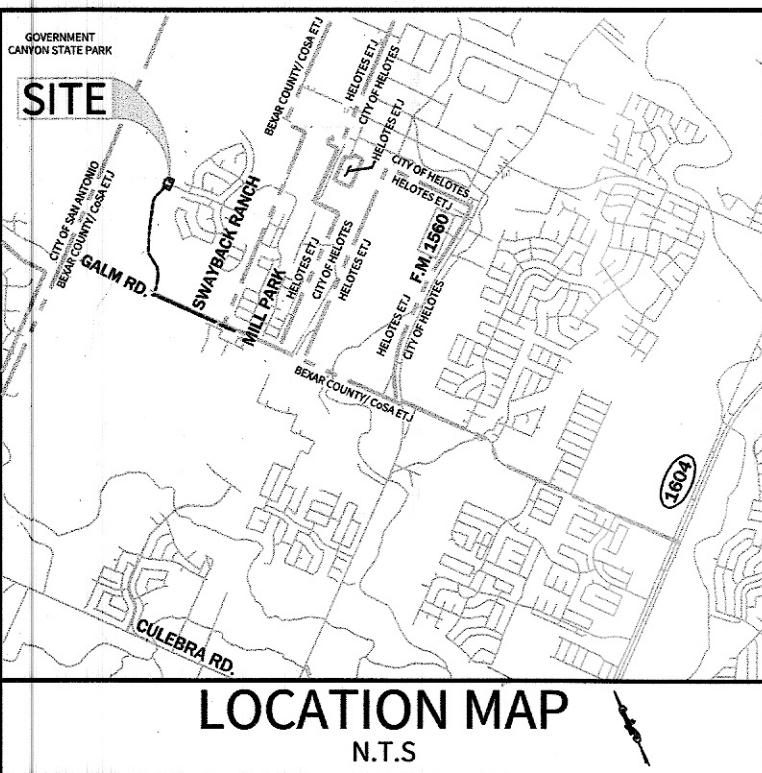 GOVERNMENT
CANYON STATE PARK
SITE
BEXAR COUNTY/ COSA ETJ
HELOTES ETJ
CITY OF HELOTES
HELOTES ETJ
CITY OF HELOTES
HELOTES ETJ
CITY OF SAN ANTONIO
BEXAR COUNTY/ CoSA ETJ
GALM RD.
SWAYBACK RANCH
MILL PARK
HELOTES ETJ
CITY OF HELOTES
HELOTES ETJ
F.M. 1560
HELOTES ETJ
CITY OF HELOTES
BEXAR COUNTY/ CoSA ETJ
1604
CULEBRA RD.
LOCATION MAP
N.T.S